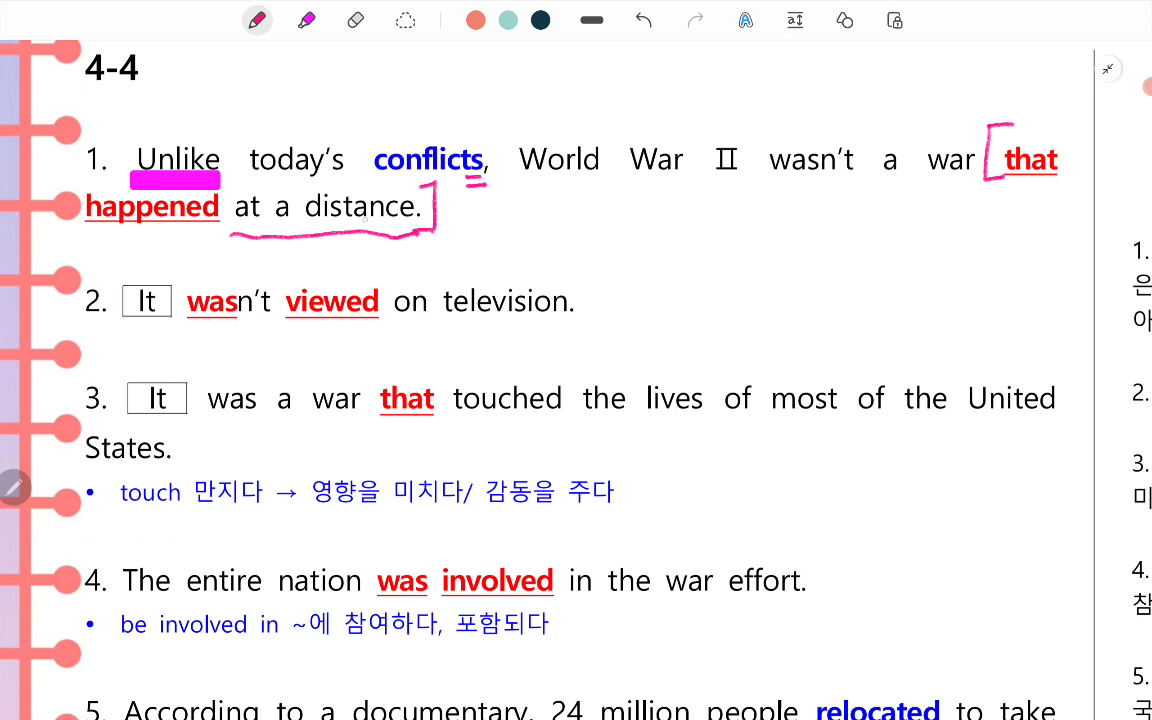 4-4
1. Unlike today's conflicts, World War Ⅱ wasn't a war that
happened at a distance.
2. It wasn't viewed on television.
3. It was a war that touched the lives of most of the United
States.
• touch 만지다 → 영향을 미치다/ 감동을 주다
4. The entire nation was involved in the war effort.
• be involved in ~에 참여하다, 포함되다
5. According to a documentary, 24 million people relocated to take
1.
은
아
2.
3.
미
4.
참
5.
국